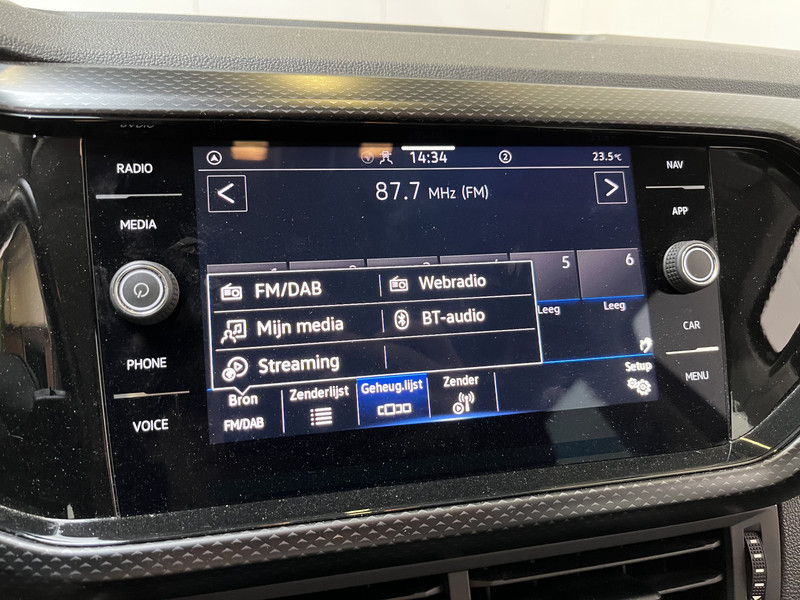 RADIO
MEDIA
PHONE
VOICE
14:34
2
23.5°C
< 87.7 MHz (FM) >
5
6
Leeg
Leeg
FM/DAB
Webradio
Mijn media
BT-audio
Streaming
Bron
FM/DAB
Zenderlijst
Geheug.lijst
Zender
Setup
NAV
APP
CAR
MENU